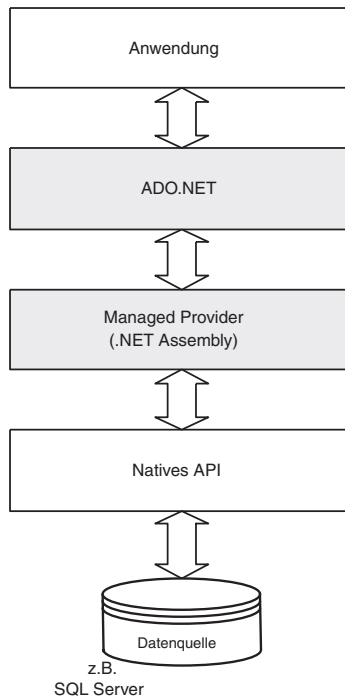 Anwendung
ADO.NET
Managed Provider
(.NET Assembly)
Natives API
Datenquelle
z.B.
SQL Server